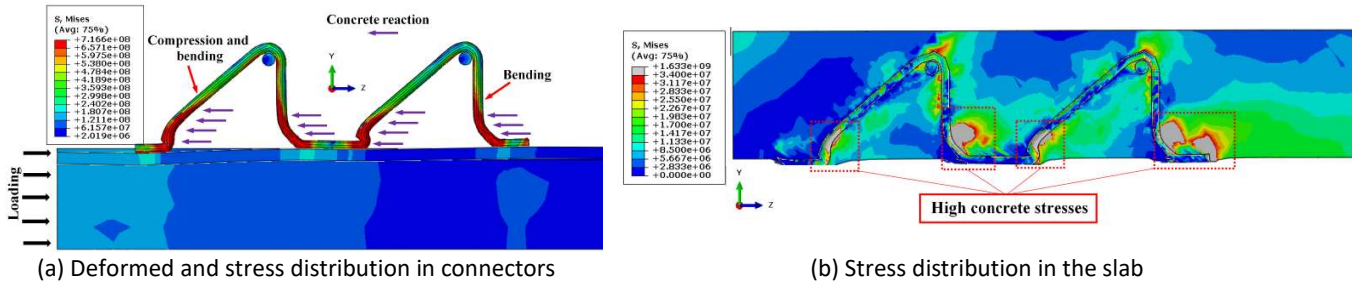 S, Mises
(Avg: 75%)
+7.166e+08
+6.571e+08
+5.975e+08
+5.380e+08
+4.784e+08
+4.189e+08
+3.593e+08
+2.998e+08
+2.402e+08
+1.807e+08
+1.211e+08
+6.157e+07
+2.019e+06
Compression and
bending
Concrete reaction
Bending
Y
Z
Loading
(a) Deformed and stress distribution in connectors
S, Mises
(Avg: 75%)
+1.633e+09
+3.400e+07
+3.117e+07
+2.833e+07
+2.550e+07
+2.267e+07
+1.983e+07
+1.700e+07
+1.417e+07
+1.133e+07
+8.500e+06
+5.667e+06
+2.833e+06
+0.000e+00
Y
Z
High concrete stresses
(b) Stress distribution in the slab